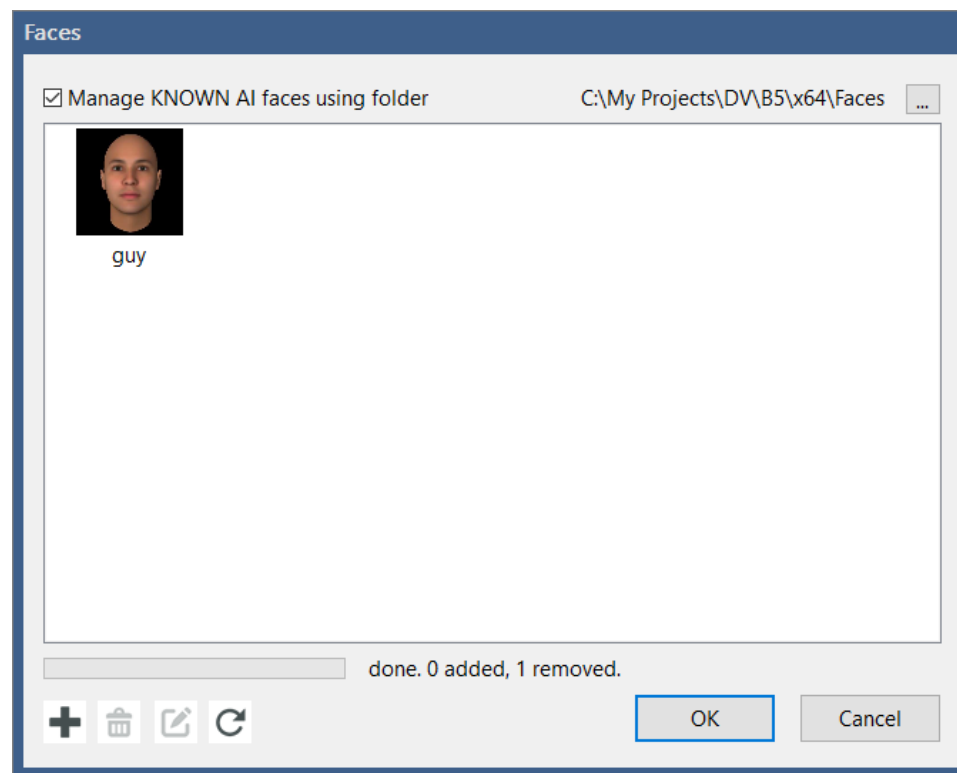 Faces
Manage KNOWN AI faces using folder C:\My Projects\DV\B5\x64\Faces ...
guy
done. 0 added, 1 removed.
OK Cancel